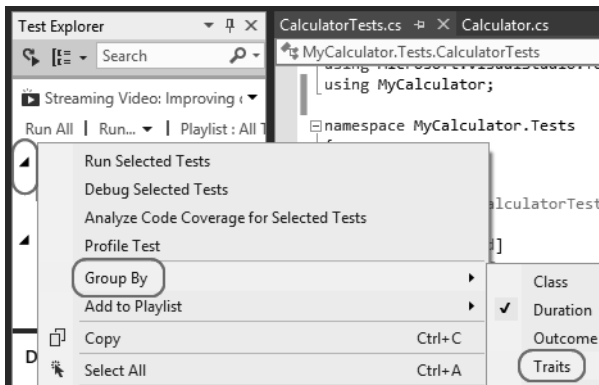 Test Explorer
CalculatorTests.cs
Calculator.cs
Search
MyCalculator.Tests.CalculatorTests
using MyCalculator;
Streaming Video: Improving
Run All | Run... | Playlist : All
namespace MyCalculator.Tests
Run Selected Tests
Debug Selected Tests
Analyze Code Coverage for Selected Tests
Profile Test
Group By
Add to Playlist
Copy Ctrl+C
Select All Ctrl+A
Class
Duration
Outcome
Traits